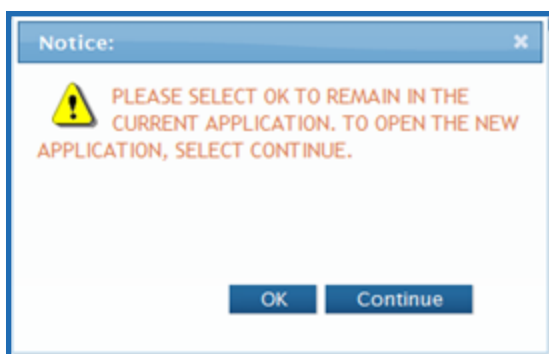 Notice:
PLEASE SELECT OK TO REMAIN IN THE
CURRENT APPLICATION. TO OPEN THE NEW
APPLICATION, SELECT CONTINUE.
OK Continue